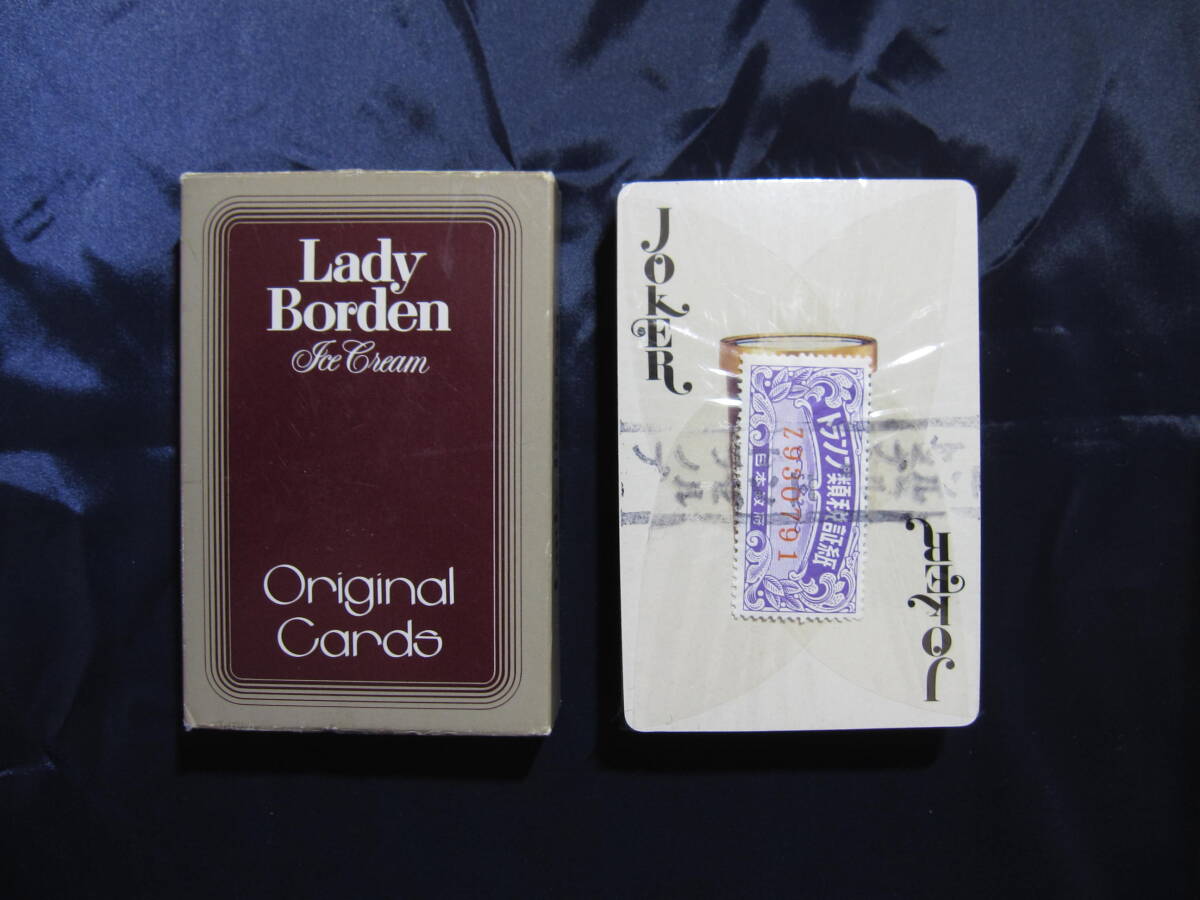 Lady
Borden
Ice Cream
Original
Cards
JOKER
トランプ類税証紙
Z930791
日本政府
JOKER